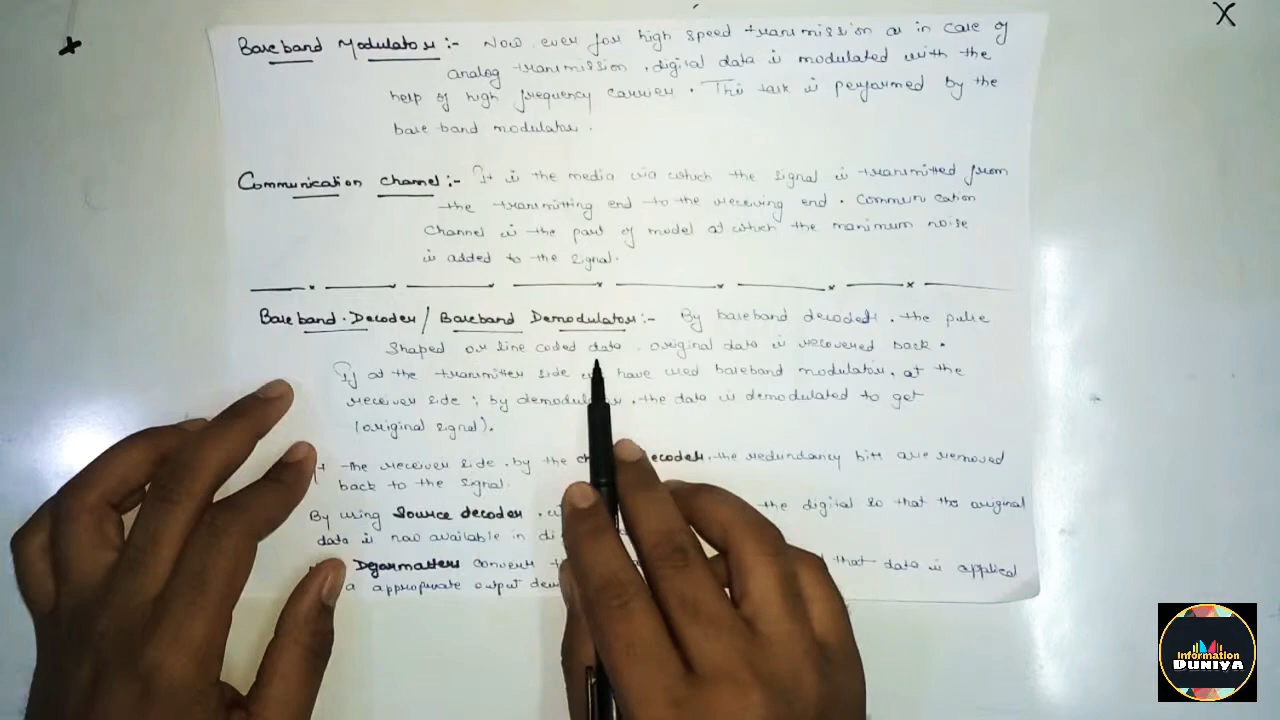 Baseband Modulator :- Now ever for high speed transmission as in case of
analog transmission, digital data is modulated with the
help of high frequency carrier. This task is performed by the
base band modulator.
Communication channel :- It is the media via which the signal is transmitted from
the transmitting end to the receiving end. Communication
channel is the part of model at which the maximum noise
is added to the signal.
Baseband Decoder / Baseband Demodulator :- By baseband decoder, the pulse
shaped or line coded data, original data is recovered back.
If at the transmitter side have used baseband modulator, at the
receiver side; by the data is demodulated to get
(original signal).
the receiver side, by the the redundancy bits are removed
back to the signal.
By using Source decoder, the digital so that the original
data is now available in
Deformatters convert that data is applied
a appropriate output
Information
DUNIYA
X